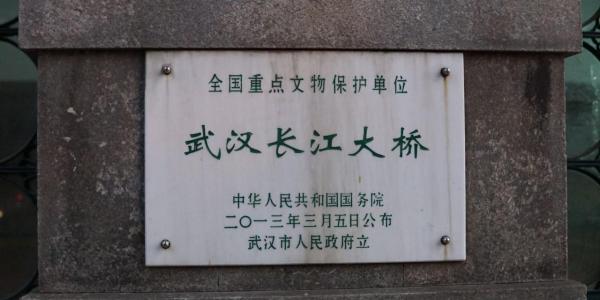 全国重点文物保护单位
武汉长江大桥
中华人民共和国国务院
二〇一三年三月五日公布
武汉市人民政府立